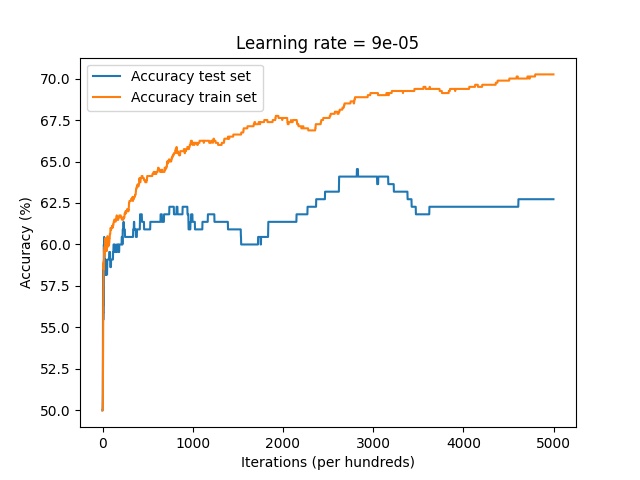 Learning rate = 9e-05
Accuracy test set
Accuracy train set
Accuracy (%)
70.0
67.5
65.0
62.5
60.0
57.5
55.0
52.5
50.0
0 1000 2000 3000 4000 5000
Iterations (per hundreds)